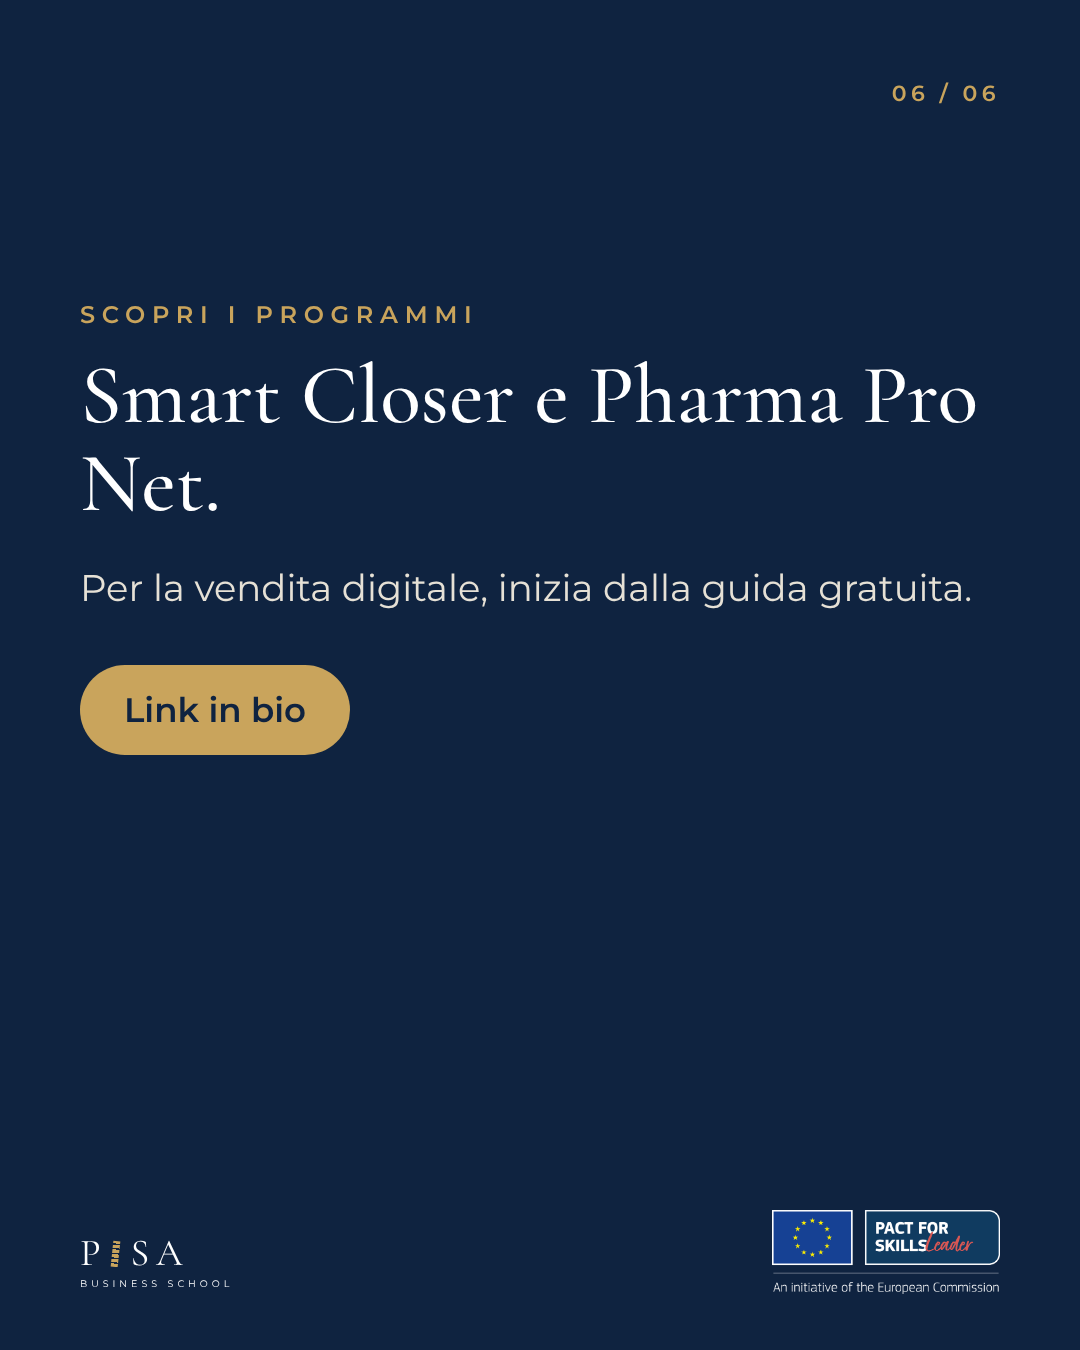 06 / 06
SCOPRI I PROGRAMMI
Smart Closer e Pharma Pro
Net.
Per la vendita digitale, inizia dalla guida gratuita.
Link in bio
PISA
BUSINESS SCHOOL
PACT FOR
SKILLS Leader
An initiative of the European Commission